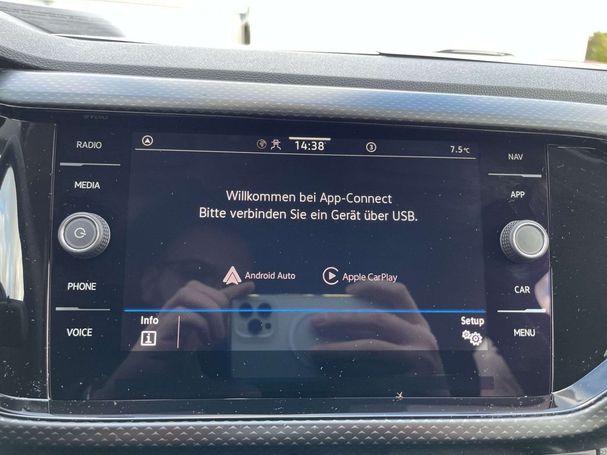 RADIO
MEDIA
PHONE
VOICE
14:38
3
7.5°C
Willkommen bei App-Connect
Bitte verbinden Sie ein Gerät über USB.
Android Auto
Apple CarPlay
Info
Setup
NAV
APP
CAR
MENU